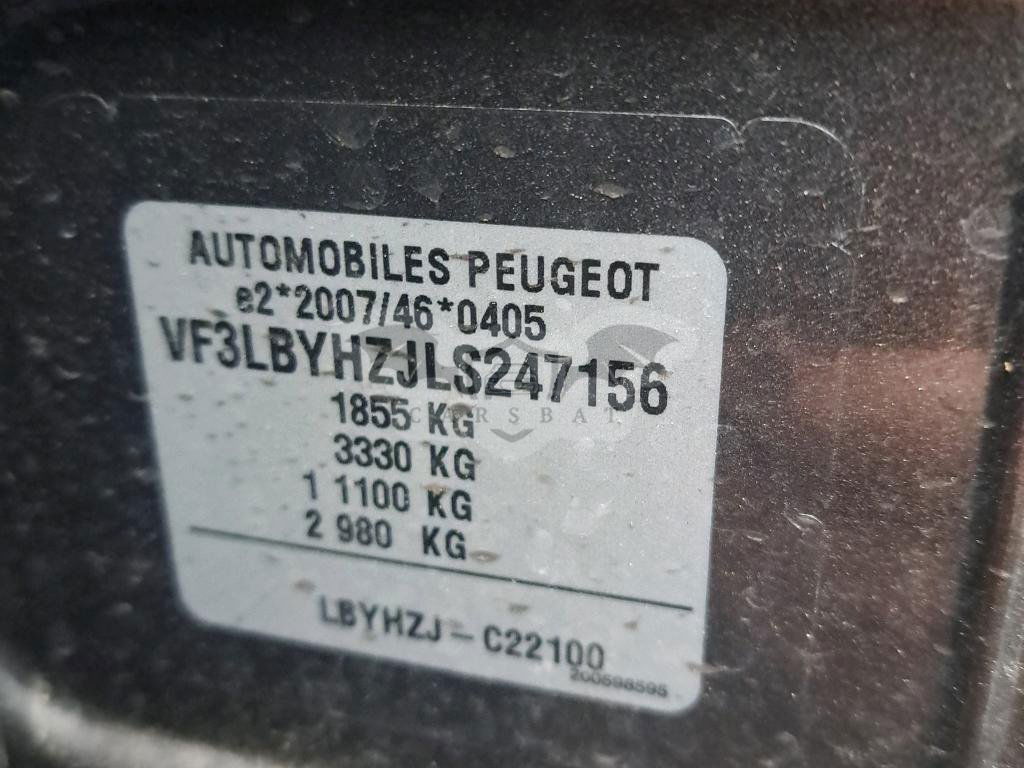 AUTOMOBILES PEUGEOT
e2*2007/46*0405
VF3LBYHZJLS247156
CARSBAT
1855 KG
3330 KG
1 1100 KG
2 980 KG
LBYHZJ - C22100